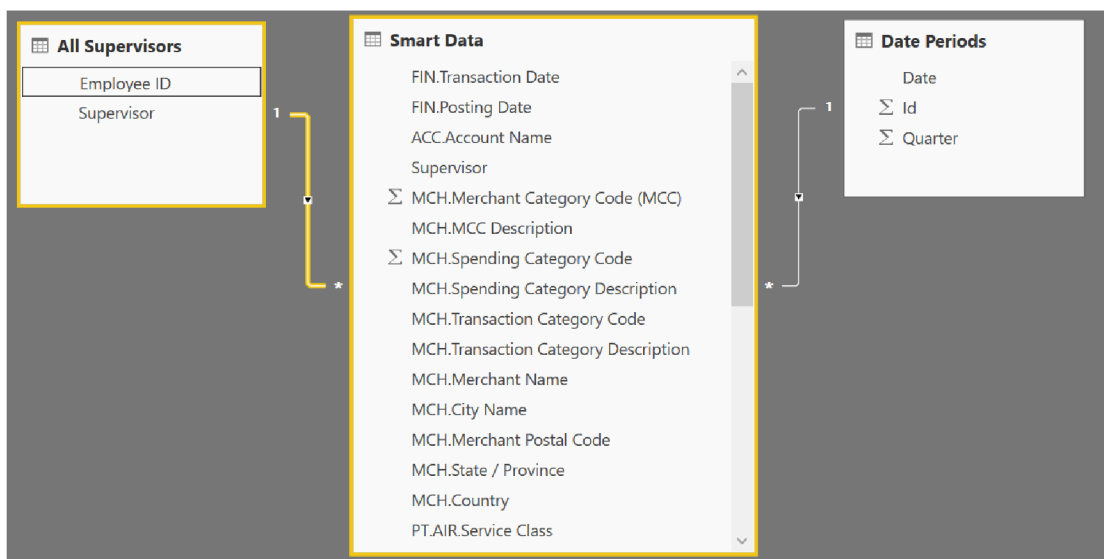 All Supervisors
Employee ID
Supervisor
1
*
Smart Data
FIN.Transaction Date
FIN.Posting Date
ACC.Account Name
Supervisor
Σ MCH.Merchant Category Code (MCC)
MCH.MCC Description
Σ MCH.Spending Category Code
MCH.Spending Category Description
MCH.Transaction Category Code
MCH.Transaction Category Description
MCH.Merchant Name
MCH.City Name
MCH.Merchant Postal Code
MCH.State / Province
MCH.Country
PT.AIR.Service Class
*
1
Date Periods
Date
Σ Id
Σ Quarter